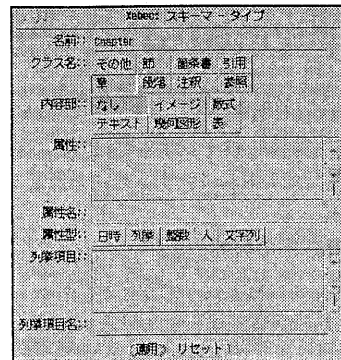 Xebec: スキーマ - タイプ
名前: Chapter
クラス名: その他 節 箇条書 引用
章 段落 注釈 参照
内容部: なし イメージ 数式
テキスト 幾何図形 表
属性:
属性名:
属性型: 日時 列挙 整数 人 文字列
列挙項目:
列挙項目名:
適用 リセット